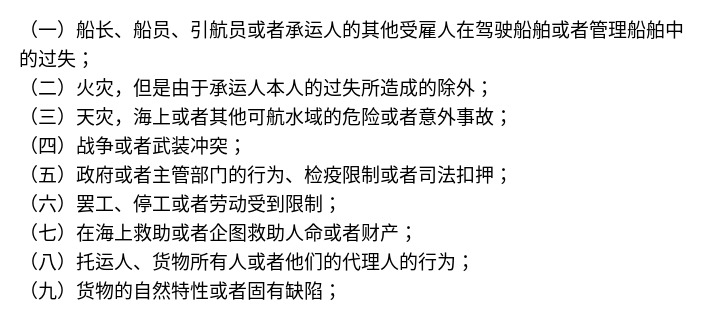 （一）船长、船员、引航员或者承运人的其他受雇人在驾驶船舶或者管理船舶中
的过失；
（二）火灾，但是由于承运人本人的过失所造成的除外；
（三）天灾，海上或者其他可航水域的危险或者意外事故；
（四）战争或者武装冲突；
（五）政府或者主管部门的行为、检疫限制或者司法扣押；
（六）罢工、停工或者劳动受到限制；
（七）在海上救助或者企图救助人命或者财产；
（八）托运人、货物所有人或者他们的代理人的行为；
（九）货物的自然特性或者固有缺陷；